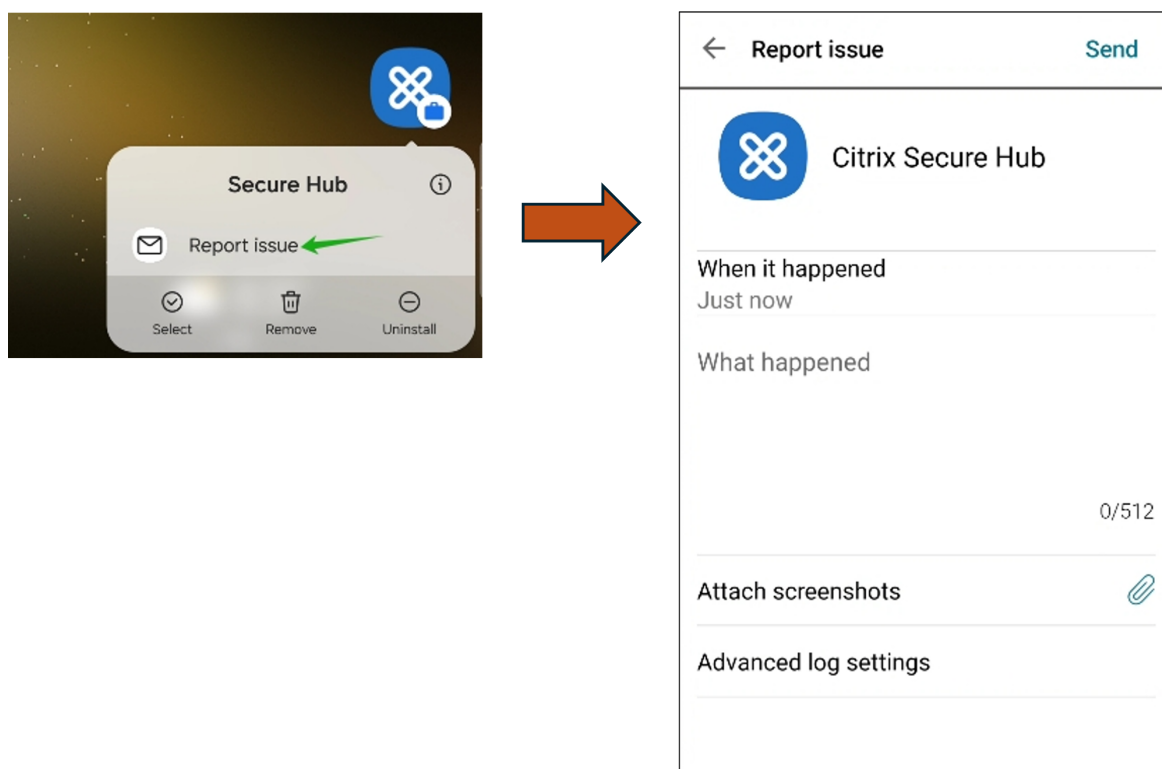 Secure Hub
Report issue
Select Remove Uninstall
Report issue Send
Citrix Secure Hub
When it happened
Just now
What happened
0/512
Attach screenshots
Advanced log settings